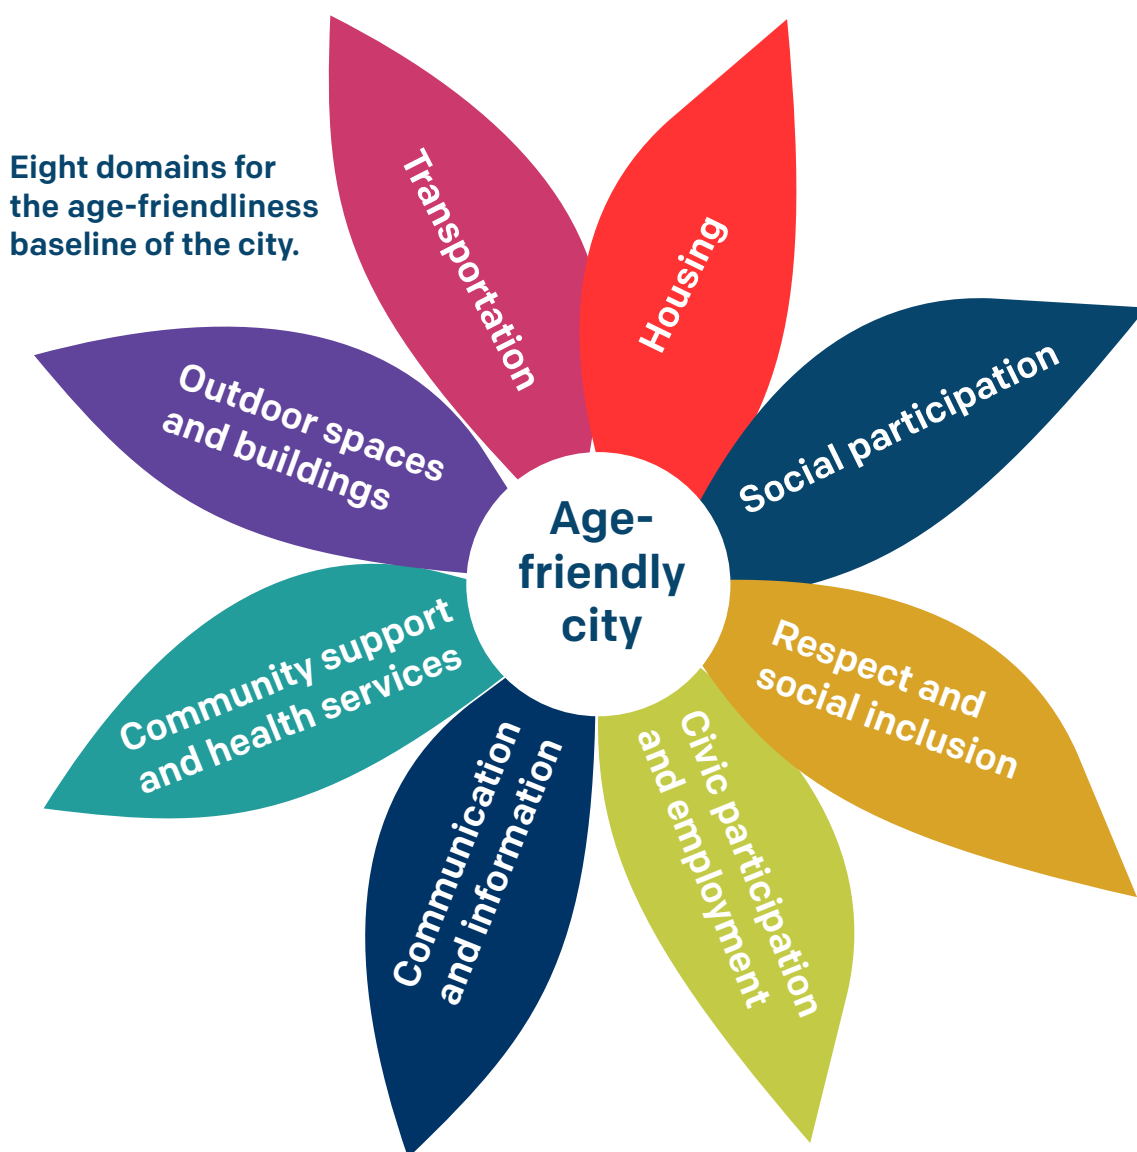 Eight domains for
the age-friendliness
baseline of the city.
Transportation
Housing
Social participation
Respect and
social inclusion
Civic participation
and employment
Communication
and information
Community support
and health services
Outdoor spaces
and buildings
Age-
friendly
city